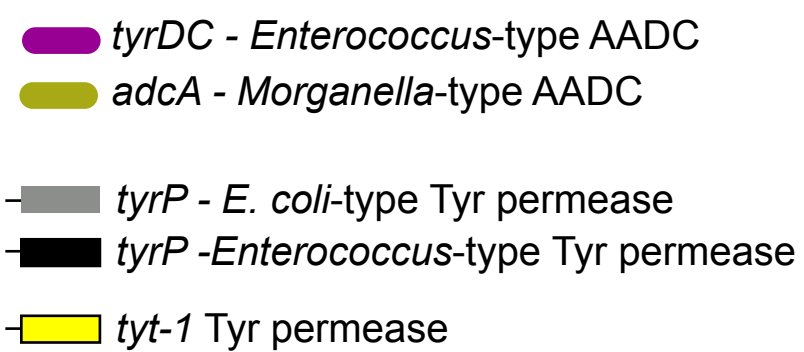 tyrDC - Enterococcus-type AADC
adcA - Morganella-type AADC
tyrP - E. coli-type Tyr permease
tyrP -Enterococcus-type Tyr permease
tyt-1 Tyr permease